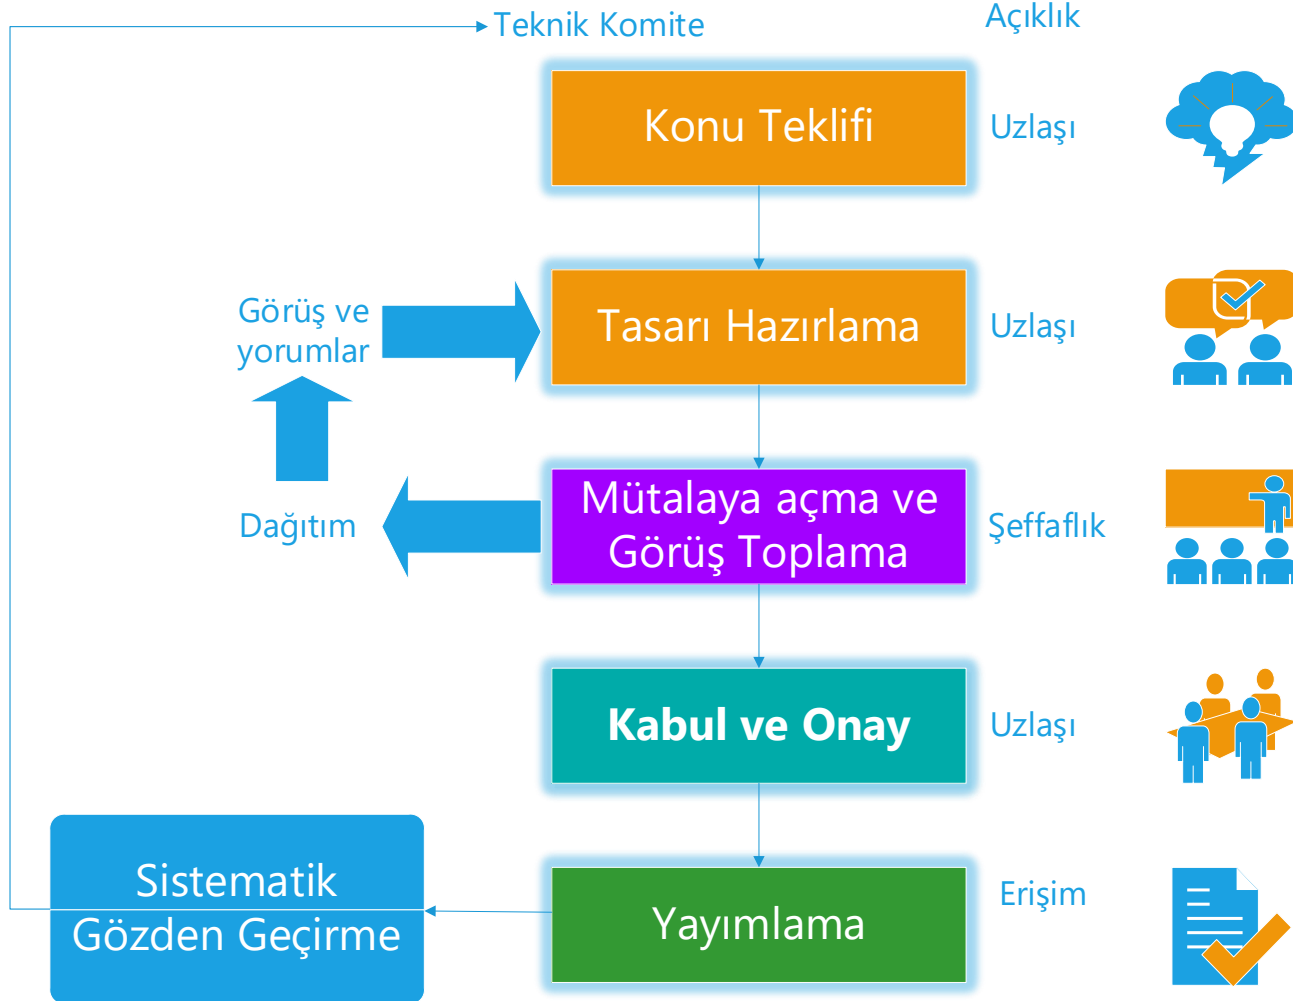 Teknik Komite
Açıklık
Konu Teklifi
Uzlaşı
Görüş ve
yorumlar
Tasarı Hazırlama
Uzlaşı
Dağıtım
Mütalaya açma ve
Görüş Toplama
Şeffaflık
Kabul ve Onay
Uzlaşı
Sistematik
Gözden Geçirme
Yayımlama
Erişim